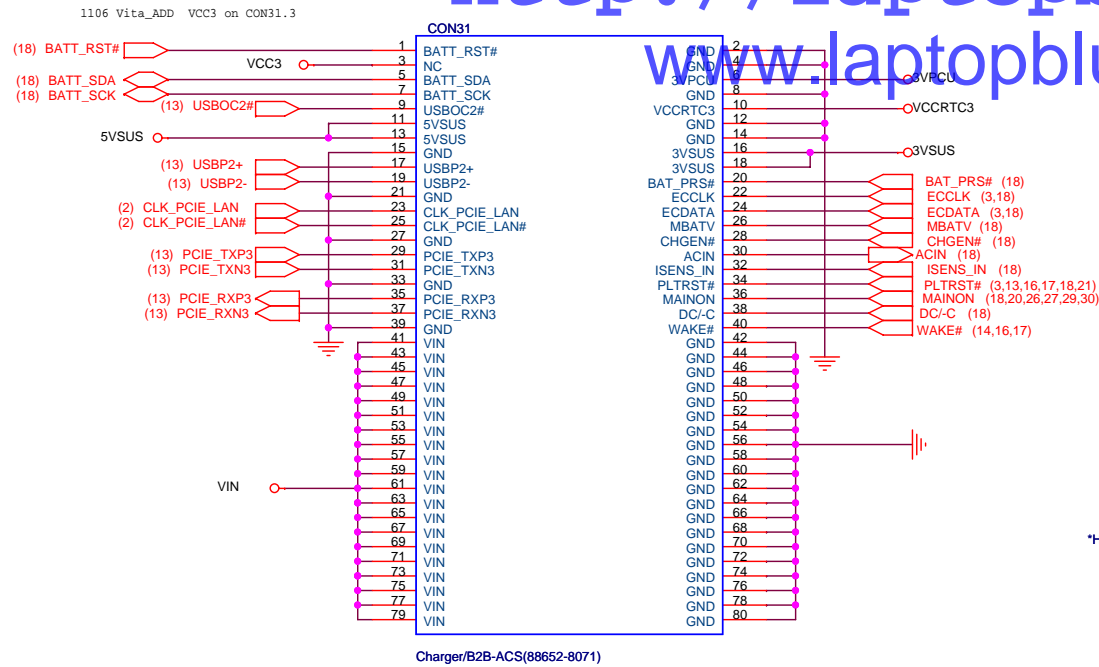 http://laptopb
1106 Vita_ADD VCC3 on CON31.3
www.laptopblu
CON31
(18) BATT_RST# 1 BATT_RST# GND 2
VCC3 3 NC GND 4
(18) BATT_SDA 5 BATT_SDA 3VPCU 6 3VPCU
(18) BATT_SCK 7 BATT_SCK GND 8
(13) USBOC2# 9 USBOC2# VCCRTC3 10 VCCRTC3
11 5VSUS GND 12
5VSUS 13 5VSUS GND 14
15 GND 3VSUS 16 3VSUS
(13) USBP2+ 17 USBP2+ 3VSUS 18
(13) USBP2- 19 USBP2- BAT_PRS# 20 BAT_PRS# (18)
21 GND ECCLK 22 ECCLK (3,18)
(2) CLK_PCIE_LAN 23 CLK_PCIE_LAN ECDATA 24 ECDATA (3,18)
(2) CLK_PCIE_LAN# 25 CLK_PCIE_LAN# MBATV 26 MBATV (18)
27 GND CHGEN# 28 CHGEN# (18)
(13) PCIE_TXP3 29 PCIE_TXP3 ACIN 30 ACIN (18)
(13) PCIE_TXN3 31 PCIE_TXN3 ISENS_IN 32 ISENS_IN (18)
33 GND PLTRST# 34 PLTRST# (3,13,16,17,18,21)
(13) PCIE_RXP3 35 PCIE_RXP3 MAINON 36 MAINON (18,20,26,27,29,30)
(13) PCIE_RXN3 37 PCIE_RXN3 DC/-C 38 DC/-C (18)
39 GND WAKE# 40 WAKE# (14,16,17)
41 VIN GND 42
43 VIN GND 44
45 VIN GND 46
47 VIN GND 48
49 VIN GND 50
51 VIN GND 52
53 VIN GND 54
55 VIN GND 56
57 VIN GND 58
59 VIN GND 60
VIN 61 VIN GND 62
63 VIN GND 64
65 VIN GND 66
67 VIN GND 68
69 VIN GND 70
71 VIN GND 72
73 VIN GND 74
75 VIN GND 76
77 VIN GND 78
79 VIN GND 80
*H
Charger/B2B-ACS(88652-8071)